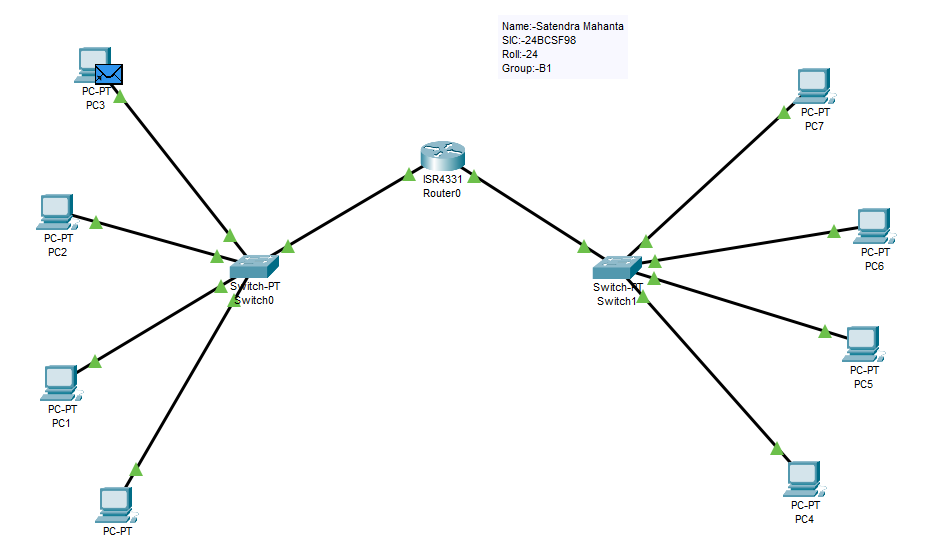 Name:-Satendra Mahanta
SIC:-24BCSF98
Roll:-24
Group:-B1
PC-PT
PC3
PC-PT
PC7
ISR4331
Router0
PC-PT
PC2
PC-PT
PC6
Switch-PT
Switch0
Switch-PT
Switch1
PC-PT
PC5
PC-PT
PC1
PC-PT
PC4
PC-PT